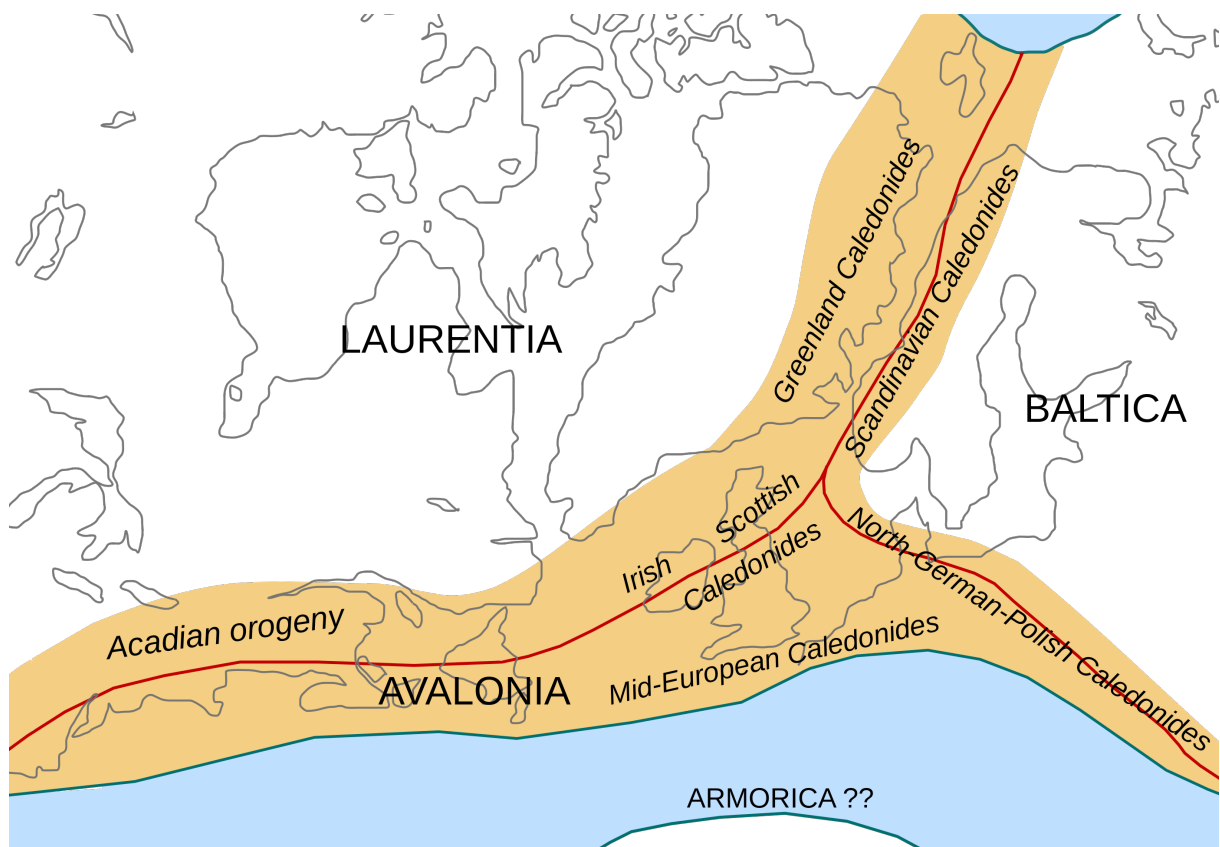 Greenland Caledonides
Scandinavian Caledonides
LAURENTIA
BALTICA
Scottish
Irish
Caledonides
North-German-Polish Caledonides
Acadian orogeny
Mid-European Caledonides
AVALONIA
ARMORICA ??